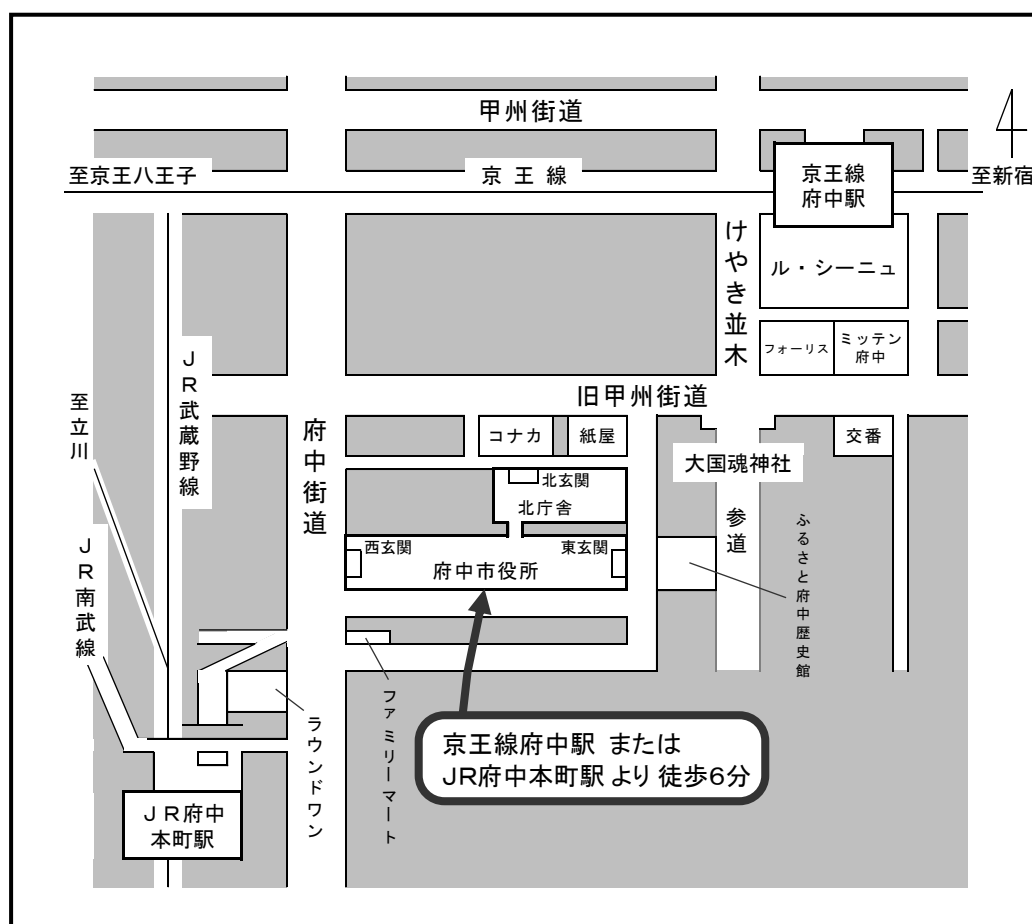 甲州街道
至京王八王子
京王線
京王線
府中駅
至新宿
けやき並木
ル・シーニュ
フォーリス
ミッテン
府中
JR武蔵野線
至立川
旧甲州街道
府中街道
コナカ
紙屋
交番
大国魂神社
北玄関
北庁舎
参道
ふるさと府中歴史館
西玄関
東玄関
府中市役所
JR南武線
ラウンドワン
ファミリーマート
京王線府中駅 または
JR府中本町駅 より 徒歩6分
JR府中
本町駅